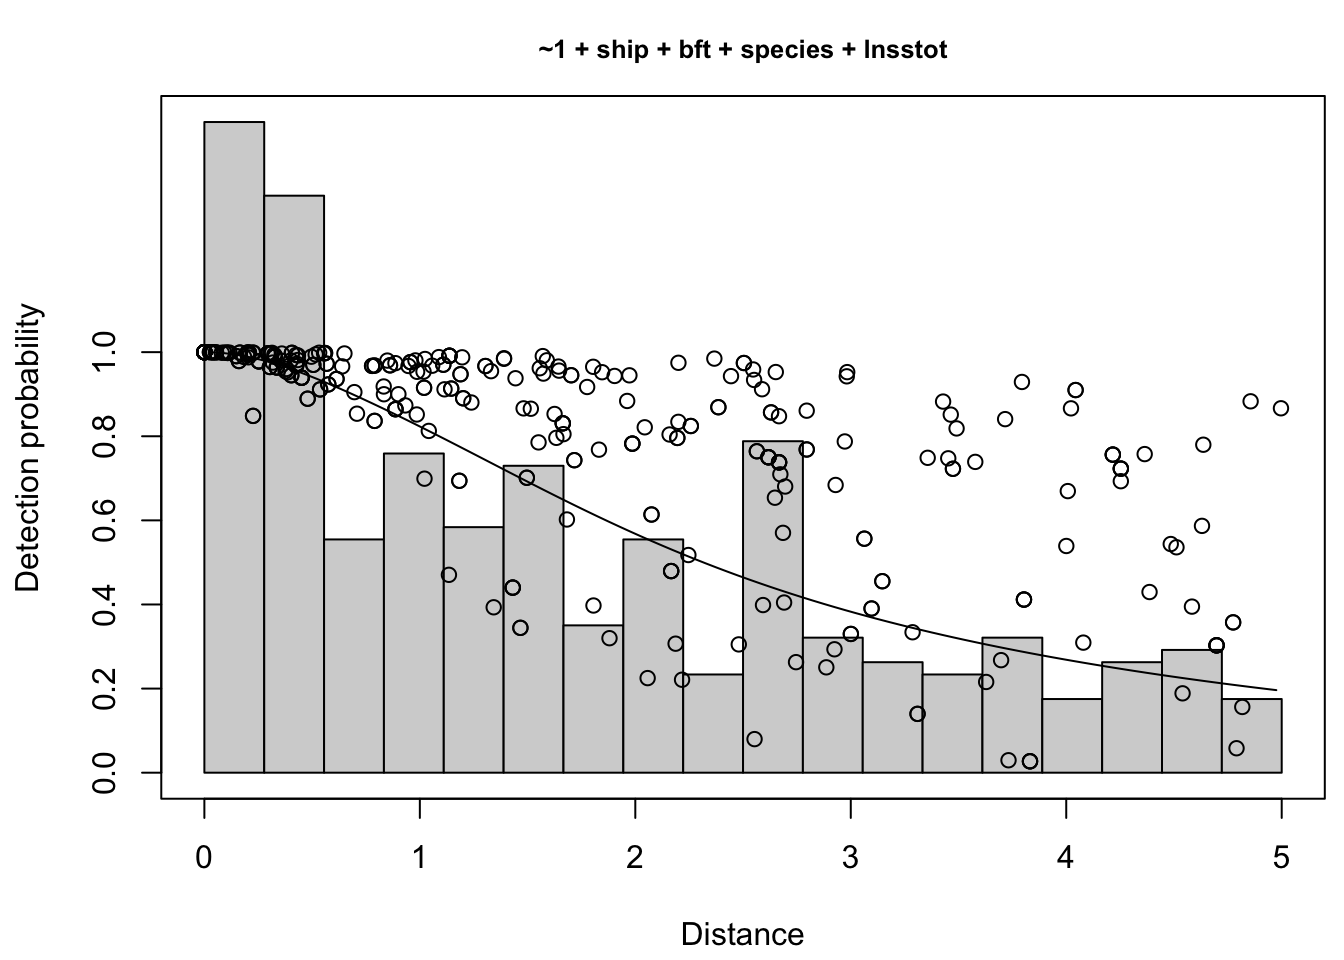 ~1 + ship + bft + species + lnsstot
Detection probability
1.0
0.8
0.6
0.4
0.2
0.0
0 1 2 3 4 5
Distance